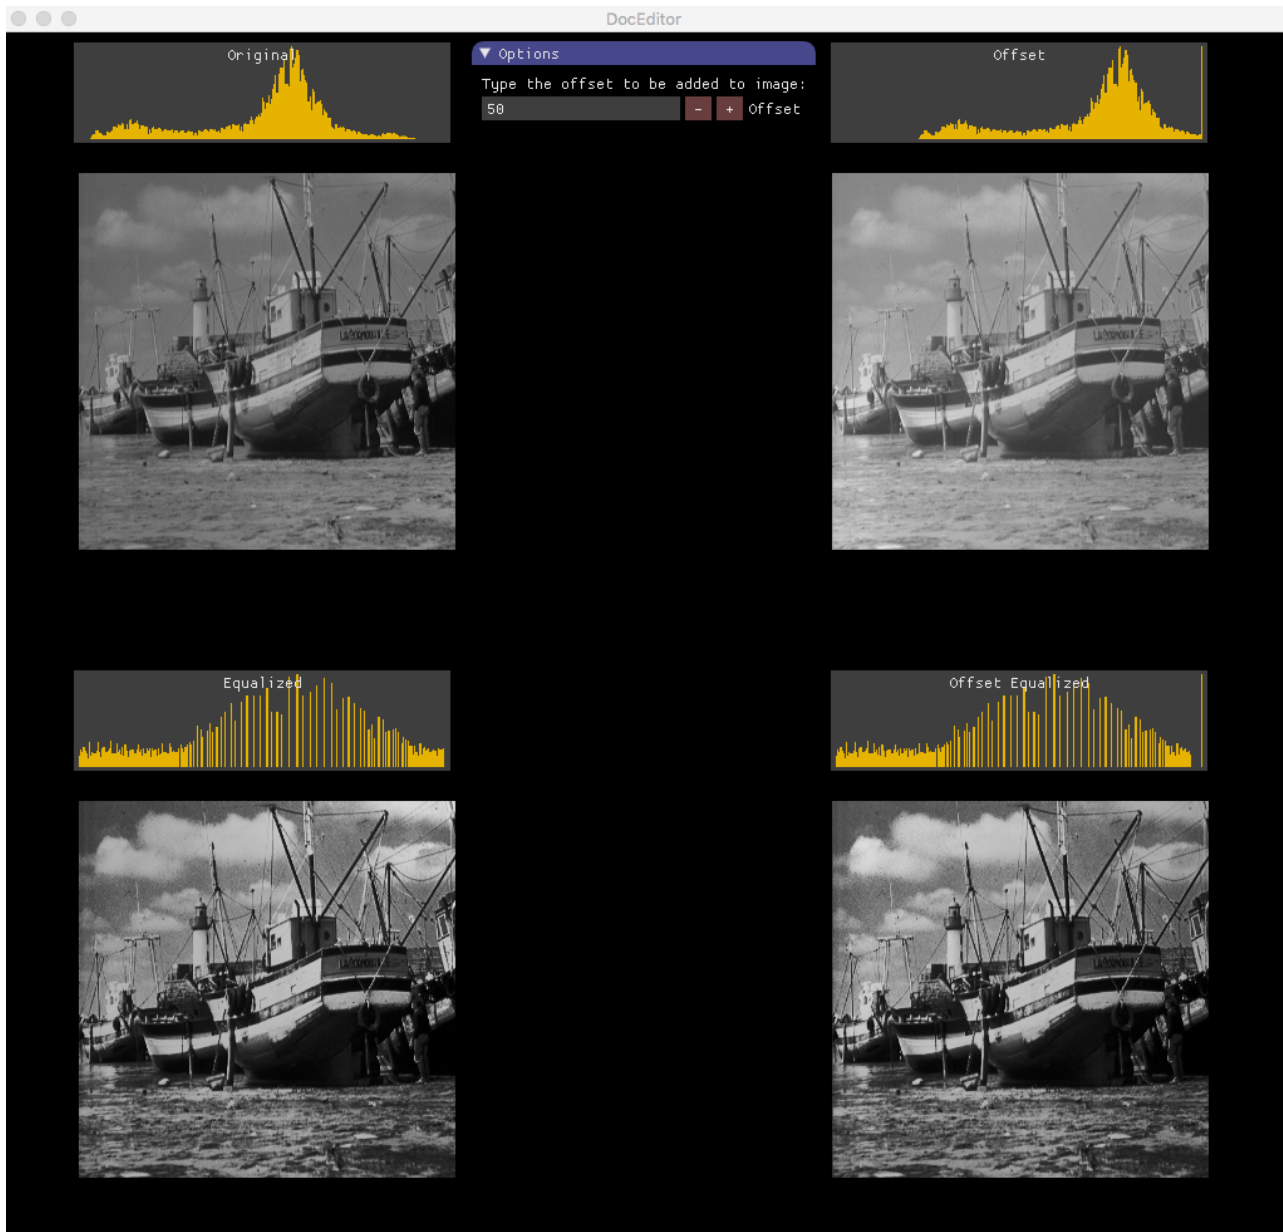 DocEditor
Original
Options
Offset
Type the offset to be added to image:
50 - + Offset
Equalized
Offset Equalized